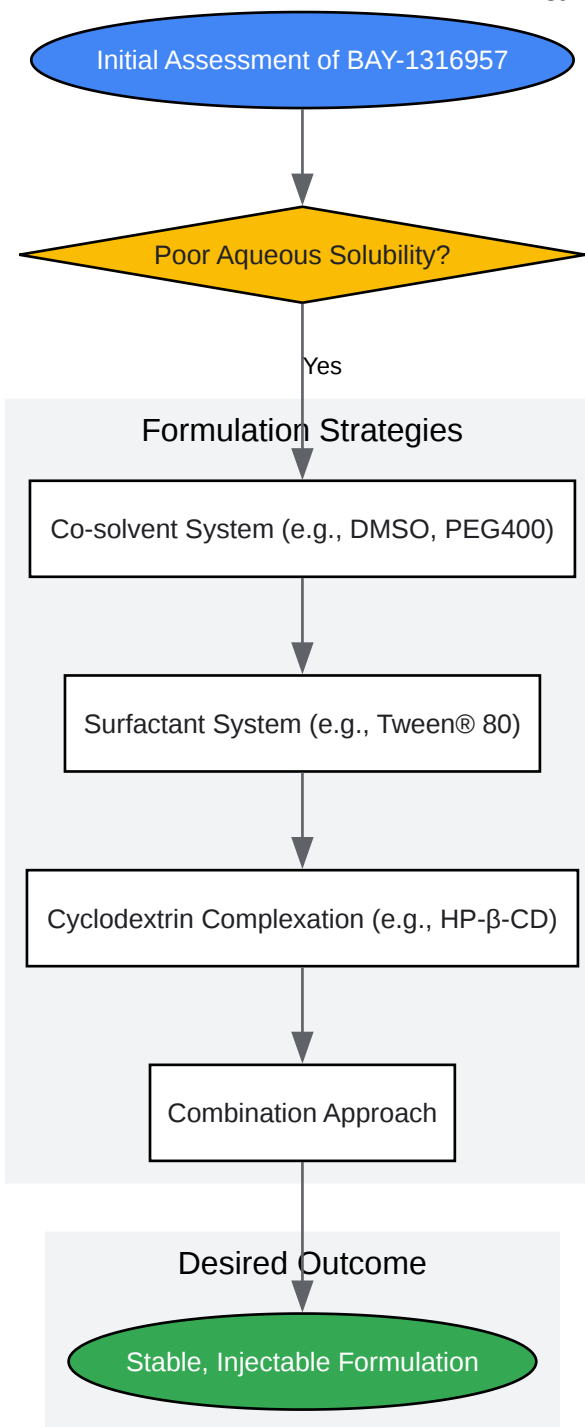 Initial Assessment of BAY-1316957
Poor Aqueous Solubility?
Yes
Formulation Strategies
Co-solvent System (e.g., DMSO, PEG400)
Surfactant System (e.g., Tween® 80)
Cyclodextrin Complexation (e.g., HP-β-CD)
Combination Approach
Desired Outcome
Stable, Injectable Formulation